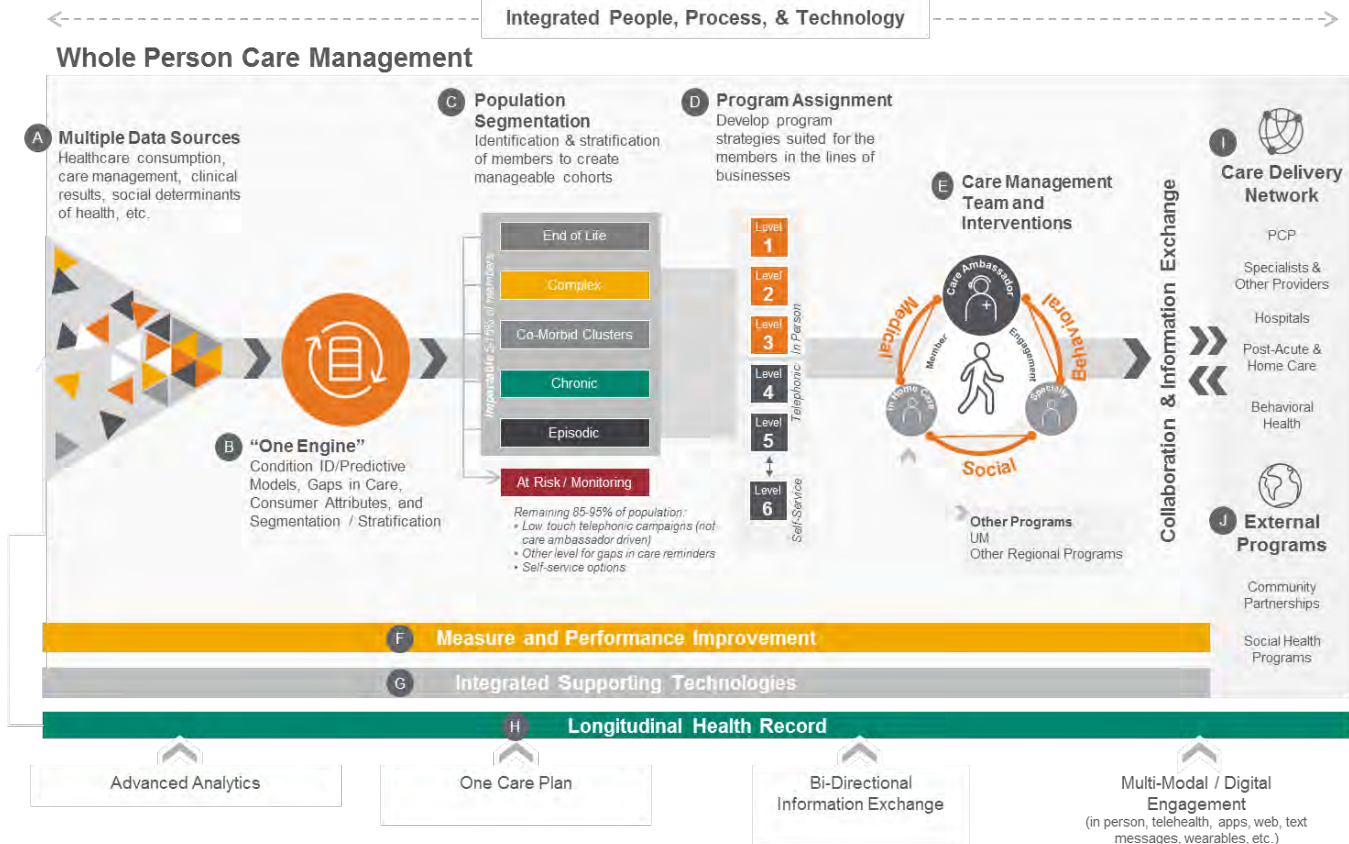 Integrated People, Process, & Technology
Whole Person Care Management
A
Multiple Data Sources
Healthcare consumption,
care management, clinical
results, social determinants
of health, etc.
B
"One Engine"
Condition ID/Predictive
Models, Gaps in Care,
Consumer Attributes, and
Segmentation / Stratification
C
Population
Segmentation
Identification & stratification
of members to create
manageable cohorts
Impactable 5-15% of members
End of Life
Complex
Co-Morbid Clusters
Chronic
Episodic
At Risk / Monitoring
Remaining 85-95% of population:
• Low touch telephonic campaigns (not
care ambassador driven)
• Other level for gaps in care reminders
• Self-service options
D
Program Assignment
Develop program
strategies suited for the
members in the lines of
businesses
Level
1
Level
2
Level
3
Level
4
Level
5
Level
6
In Person
Telephonic
Self-Service
E
Care Management
Team and
Interventions
Care Ambassador
Medical
Behavioral
Member
Engagement
In Home Care
Specialty
Social
Other Programs
UM
Other Regional Programs
Collaboration & Information Exchange
I
Care Delivery
Network
PCP
Specialists &
Other Providers
Hospitals
Post-Acute &
Home Care
Behavioral
Health
J
External
Programs
Community
Partnerships
Social Health
Programs
F
Measure and Performance Improvement
G
Integrated Supporting Technologies
H
Longitudinal Health Record
Advanced Analytics
One Care Plan
Bi-Directional
Information Exchange
Multi-Modal / Digital
Engagement
(in person, telehealth, apps, web, text
messages, wearables, etc.)